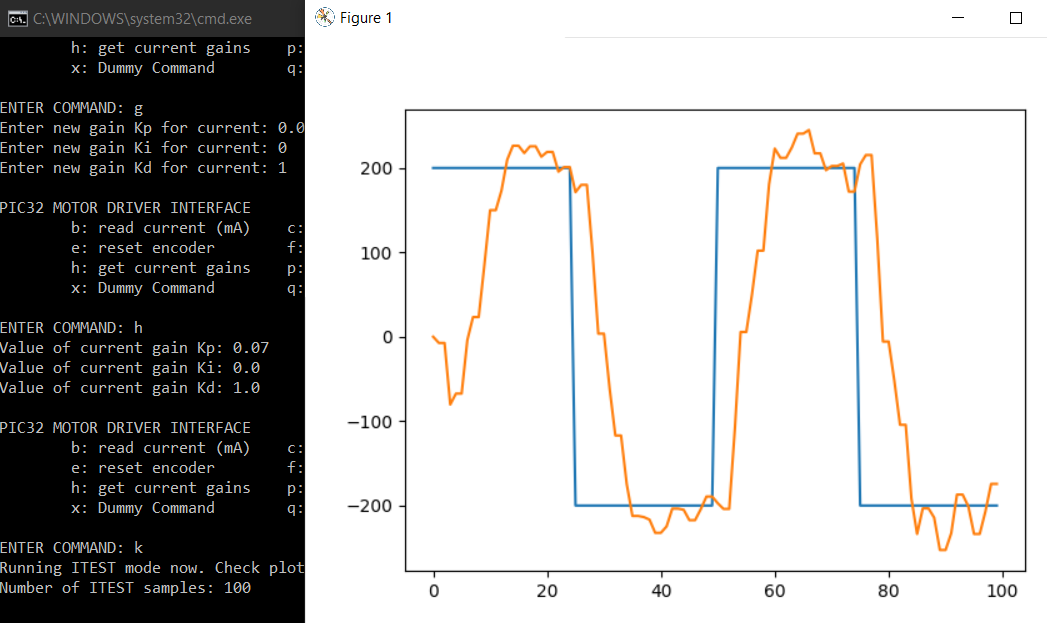 C:\WINDOWS\system32\cmd.exe
h: get current gains p:
x: Dummy Command q:
ENTER COMMAND: g
Enter new gain Kp for current: 0.0
Enter new gain Ki for current: 0
Enter new gain Kd for current: 1
PIC32 MOTOR DRIVER INTERFACE
b: read current (mA) c:
e: reset encoder f:
h: get current gains p:
x: Dummy Command q:
ENTER COMMAND: h
Value of current gain Kp: 0.07
Value of current gain Ki: 0.0
Value of current gain Kd: 1.0
PIC32 MOTOR DRIVER INTERFACE
b: read current (mA) c:
e: reset encoder f:
h: get current gains p:
x: Dummy Command q:
ENTER COMMAND: k
Running ITEST mode now. Check plot
Number of ITEST samples: 100
Figure 1
200
100
0
−100
−200
0 20 40 60 80 100